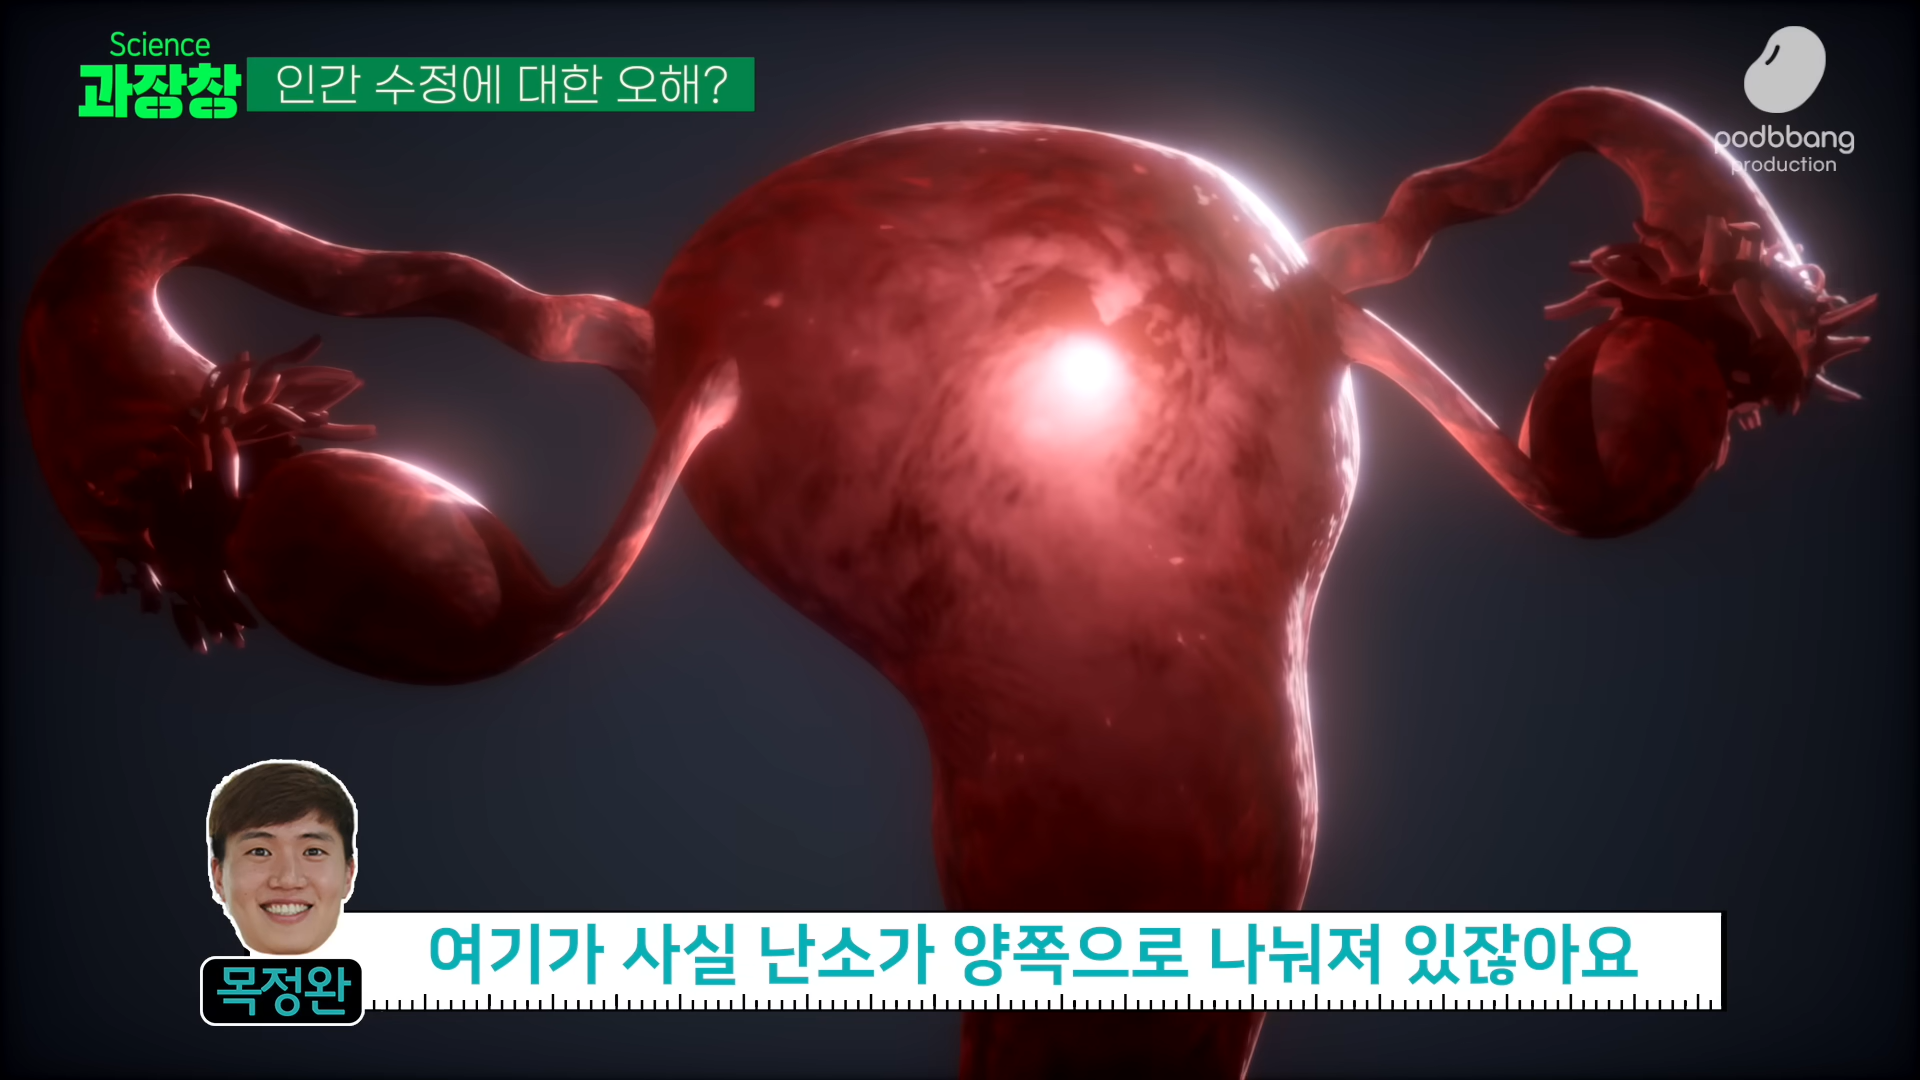 Science
과장창
인간 수정에 대한 오해?
podbbang
production
여기가 사실 난소가 양쪽으로 나눠져 있잖아요
목정완